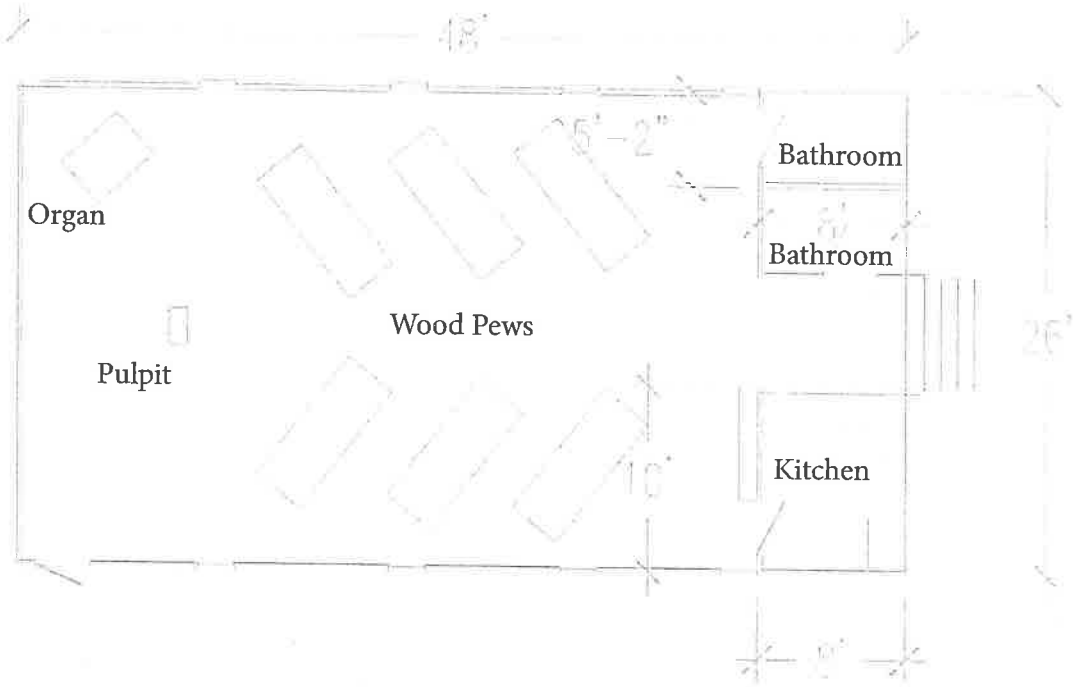 48'
5'-2"
Bathroom
Organ
8'
Bathroom
Wood Pews
26'
Pulpit
10'
Kitchen
8'